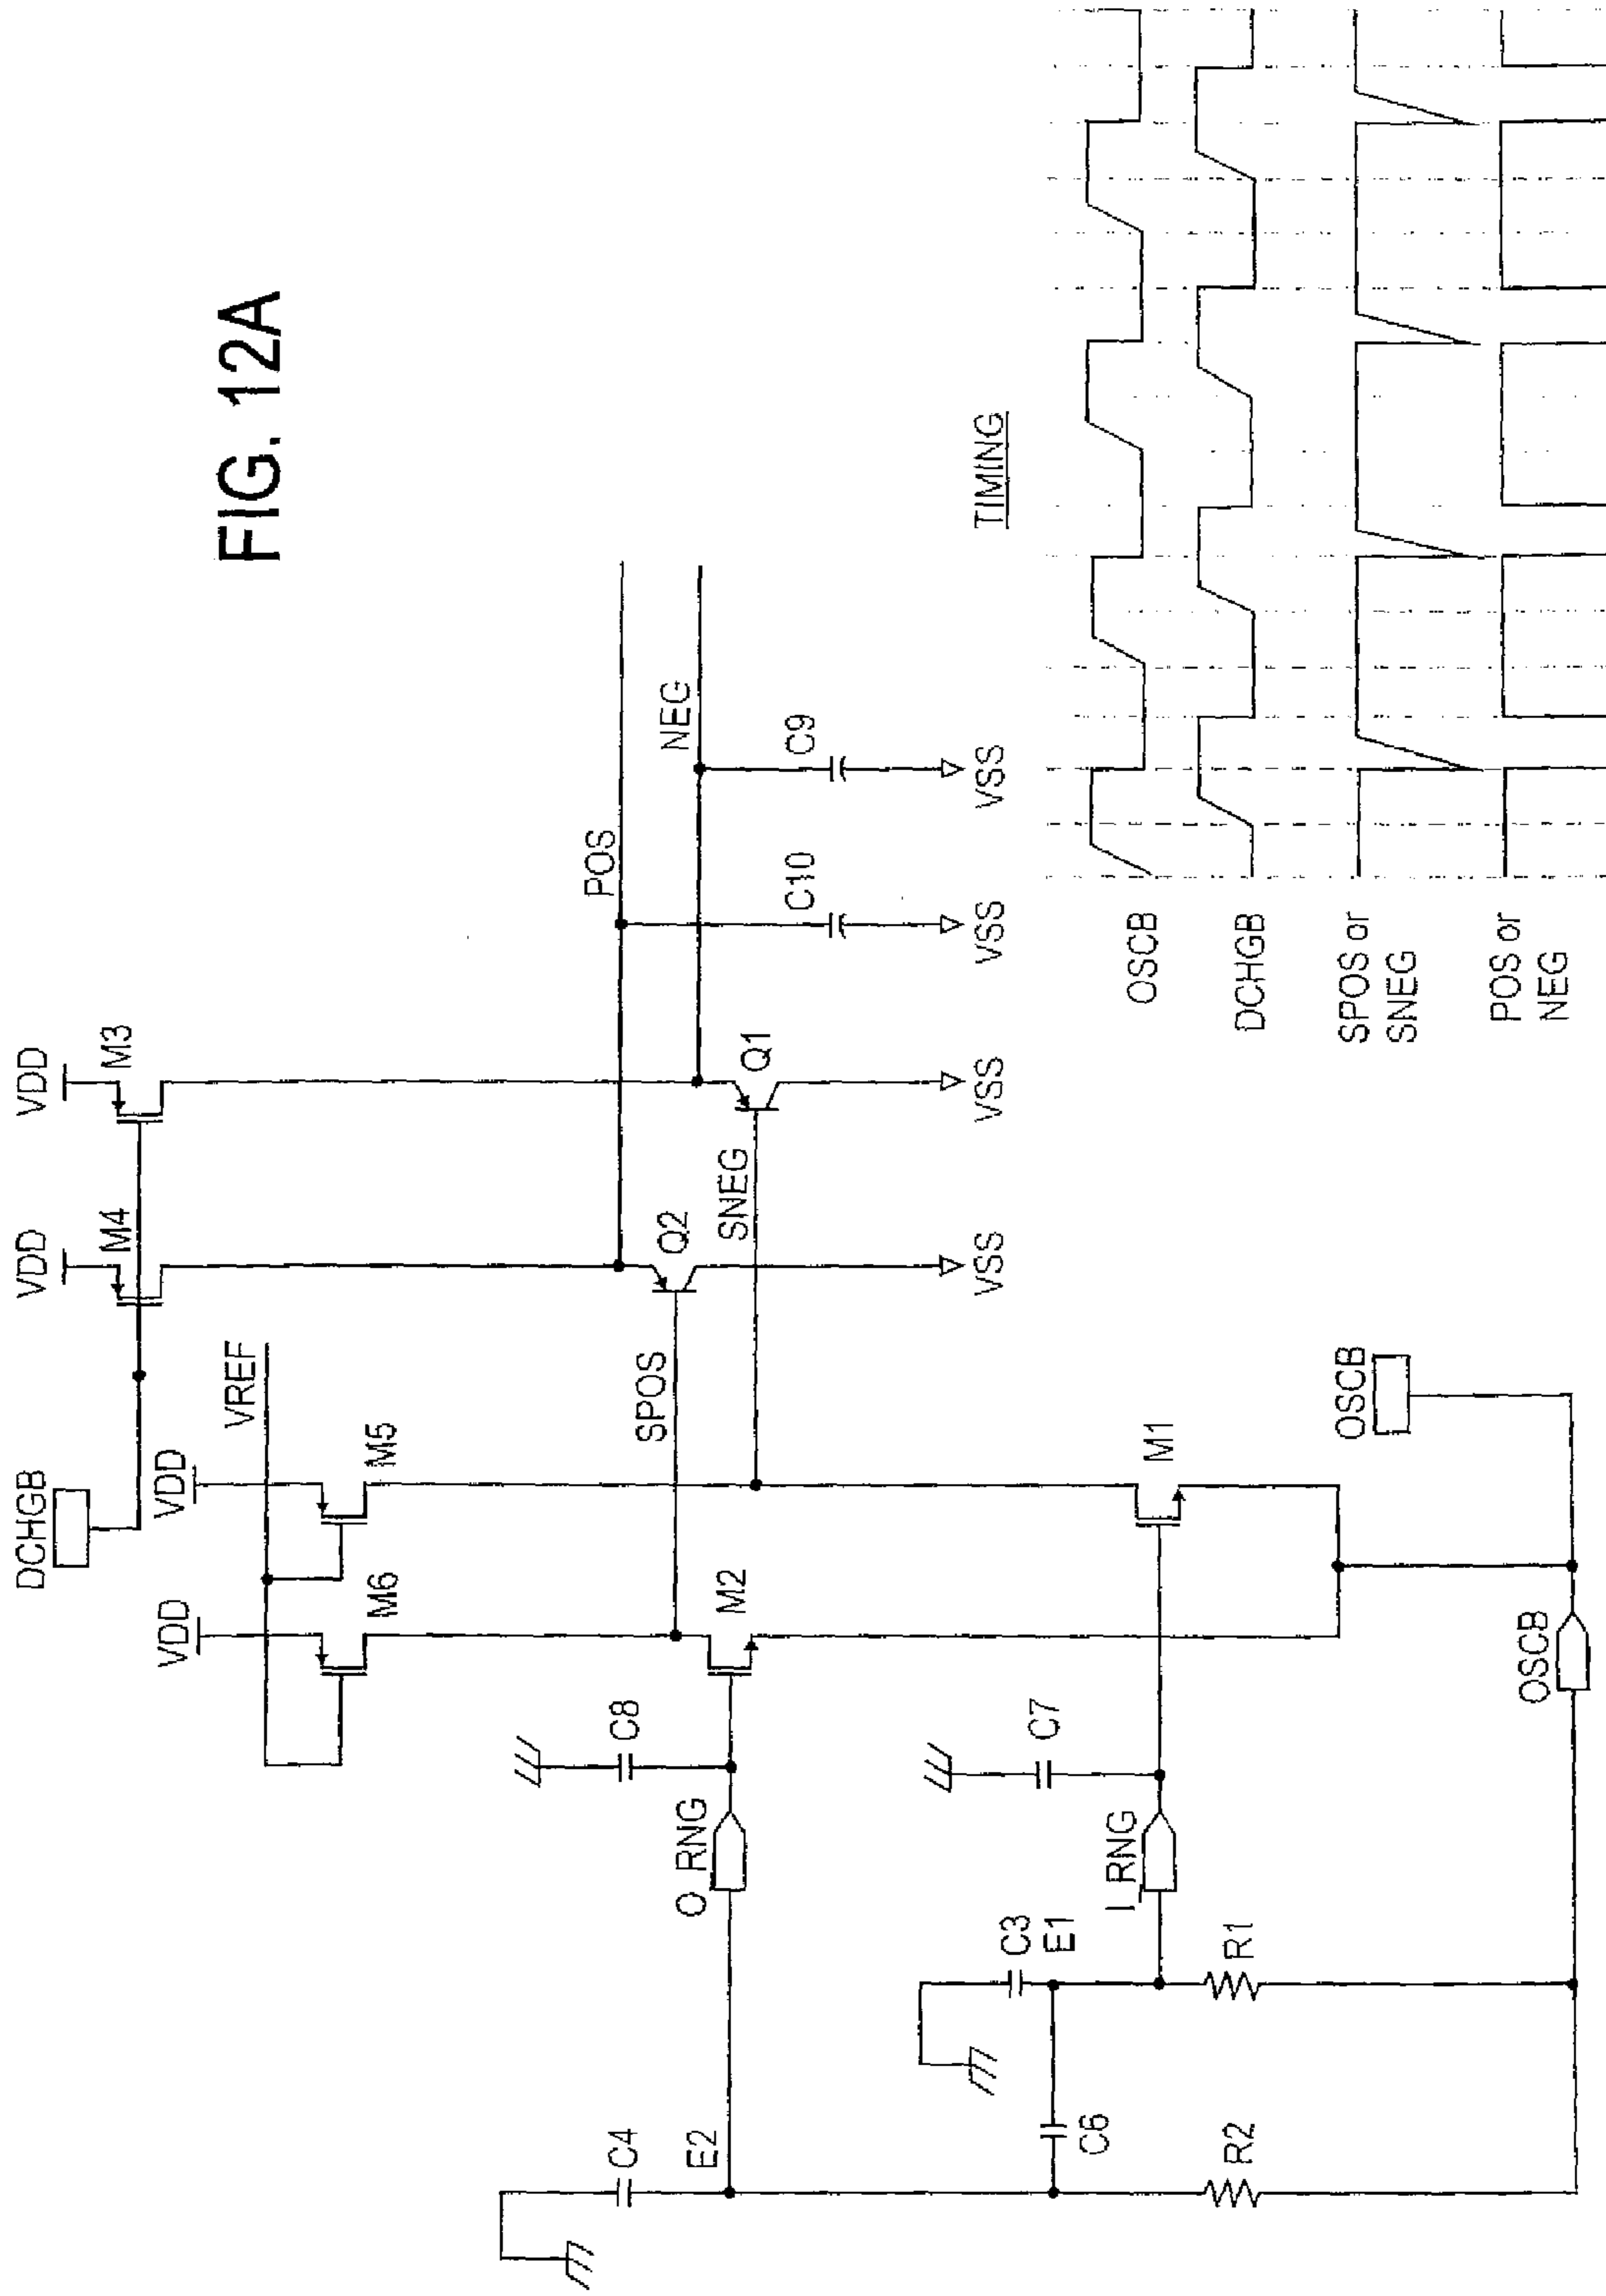 FIG. 12A
DCHGB
VDD
M4
VDD
M3
VDD
M6
VDD
M5
VREF
C4
E2
O_RNG
C8
M2
SPOS
Q2
POS
SNEG
Q1
NEG
C10
C9
VSS
VSS
VSS
VSS
C3
E1
C6
R2
R1
I_RNG
C7
M1
OSCB
OSCB
TIMING
OSCB
DCHGB
SPOS or
SNEG
POS or
NEG